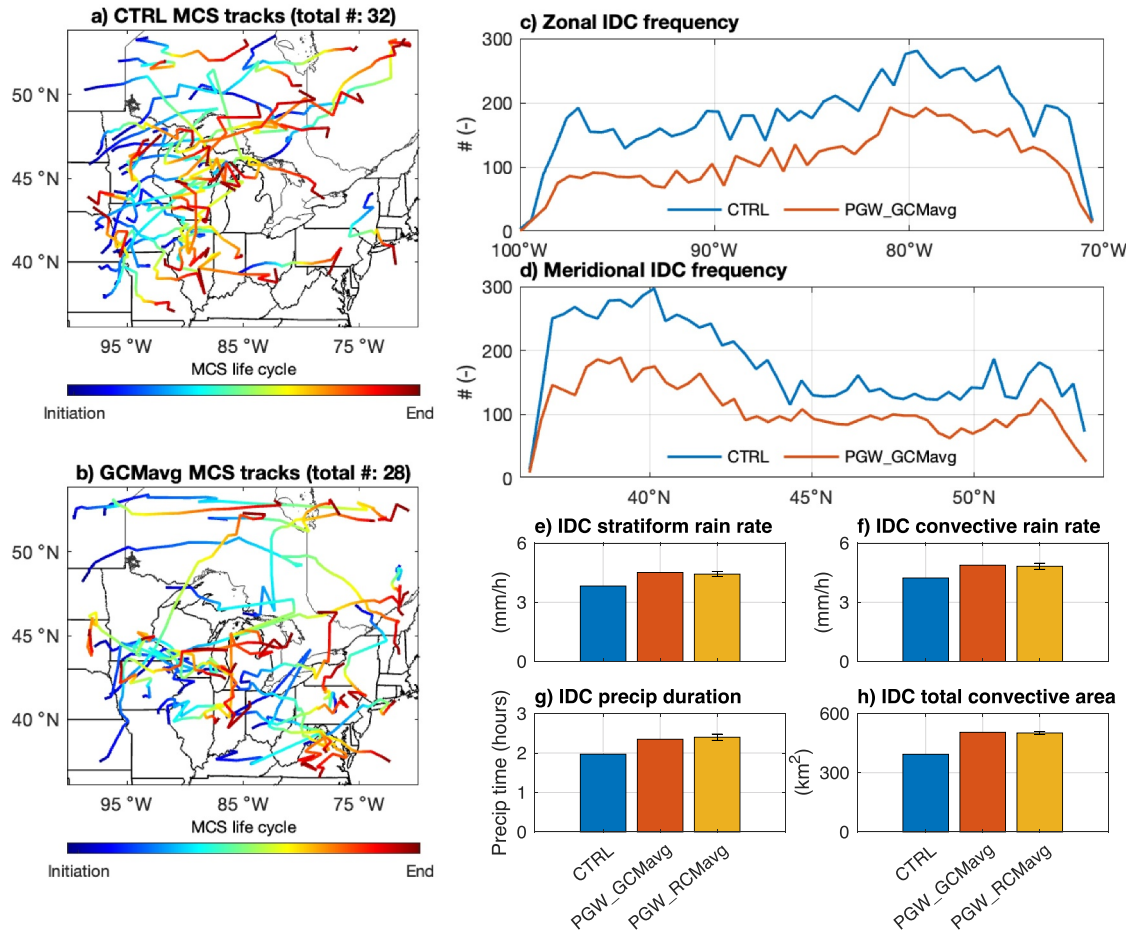 a) CTRL MCS tracks (total #: 32)
50 °N
45 °N
40 °N
95 °W 85 °W 75 °W
MCS life cycle
Initiation End
b) GCMavg MCS tracks (total #: 28)
50 °N
45 °N
40 °N
95 °W 85 °W 75 °W
MCS life cycle
Initiation End
c) Zonal IDC frequency
# (-)
300
200
100
0
CTRL PGW_GCMavg
100°W 90°W 80°W 70°W
d) Meridional IDC frequency
# (-)
300
200
100
0
CTRL PGW_GCMavg
40°N 45°N 50°N
e) IDC stratiform rain rate
(mm/h)
6
3
0
f) IDC convective rain rate
(mm/h)
6
3
0
g) IDC precip duration
Precip time (hours)
3
2
1
0
CTRL
PGW_GCMavg
PGW_RCMavg
h) IDC total convective area
(km²)
600
300
0
CTRL
PGW_GCMavg
PGW_RCMavg